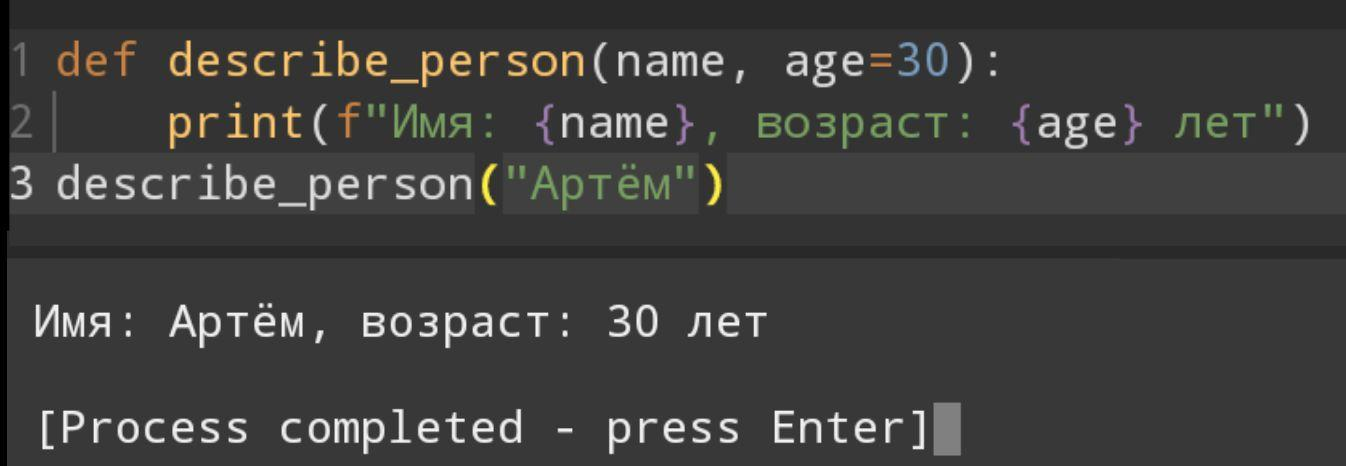 1 def describe_person(name, age=30):
2     print(f"Имя: {name}, возраст: {age} лет")
3 describe_person("Артём")
Имя: Артём, возраст: 30 лет
[Process completed - press Enter]